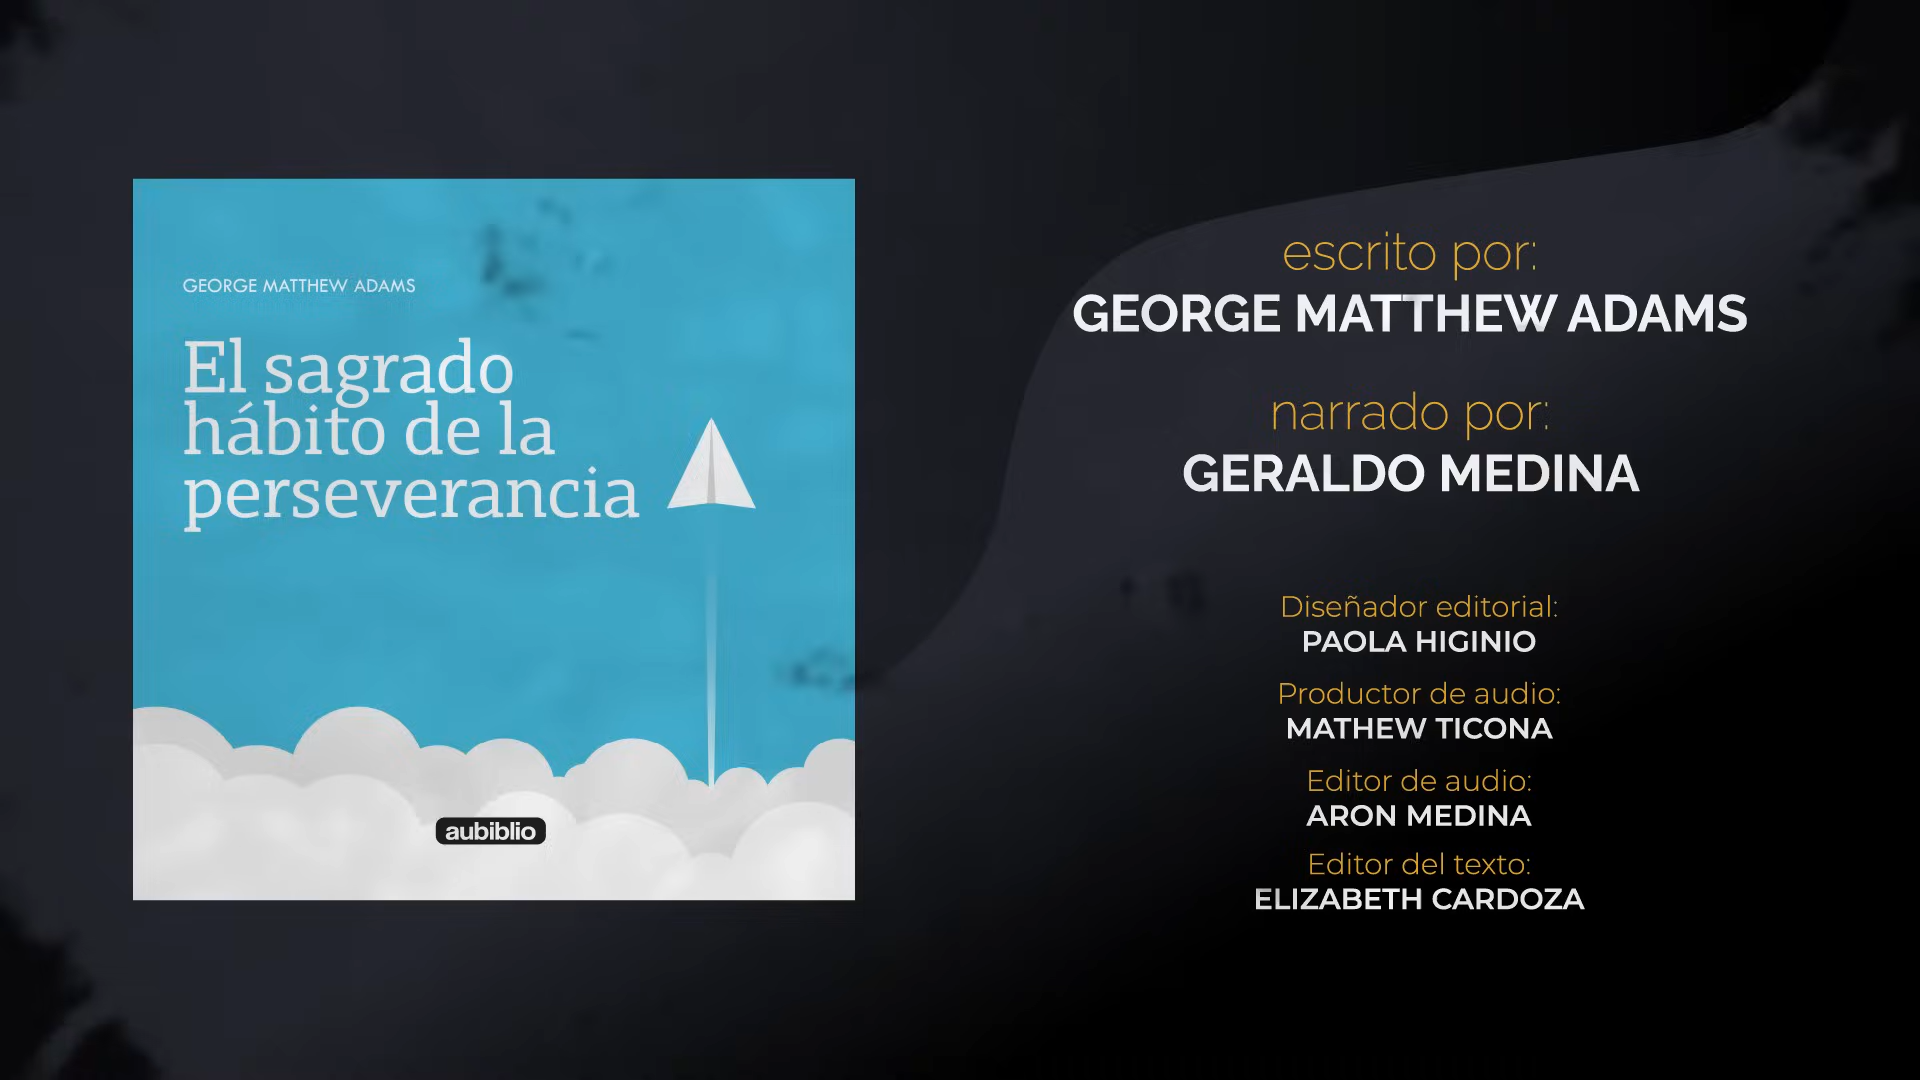 GEORGE MATTHEW ADAMS
El sagrado
hábito de la
perseverancia
aubiblio
escrito por:
GEORGE MATTHEW ADAMS
narrado por:
GERALDO MEDINA
Diseñador editorial:
PAOLA HIGINIO
Productor de audio:
MATHEW TICONA
Editor de audio:
ARON MEDINA
Editor del texto:
ELIZABETH CARDOZA